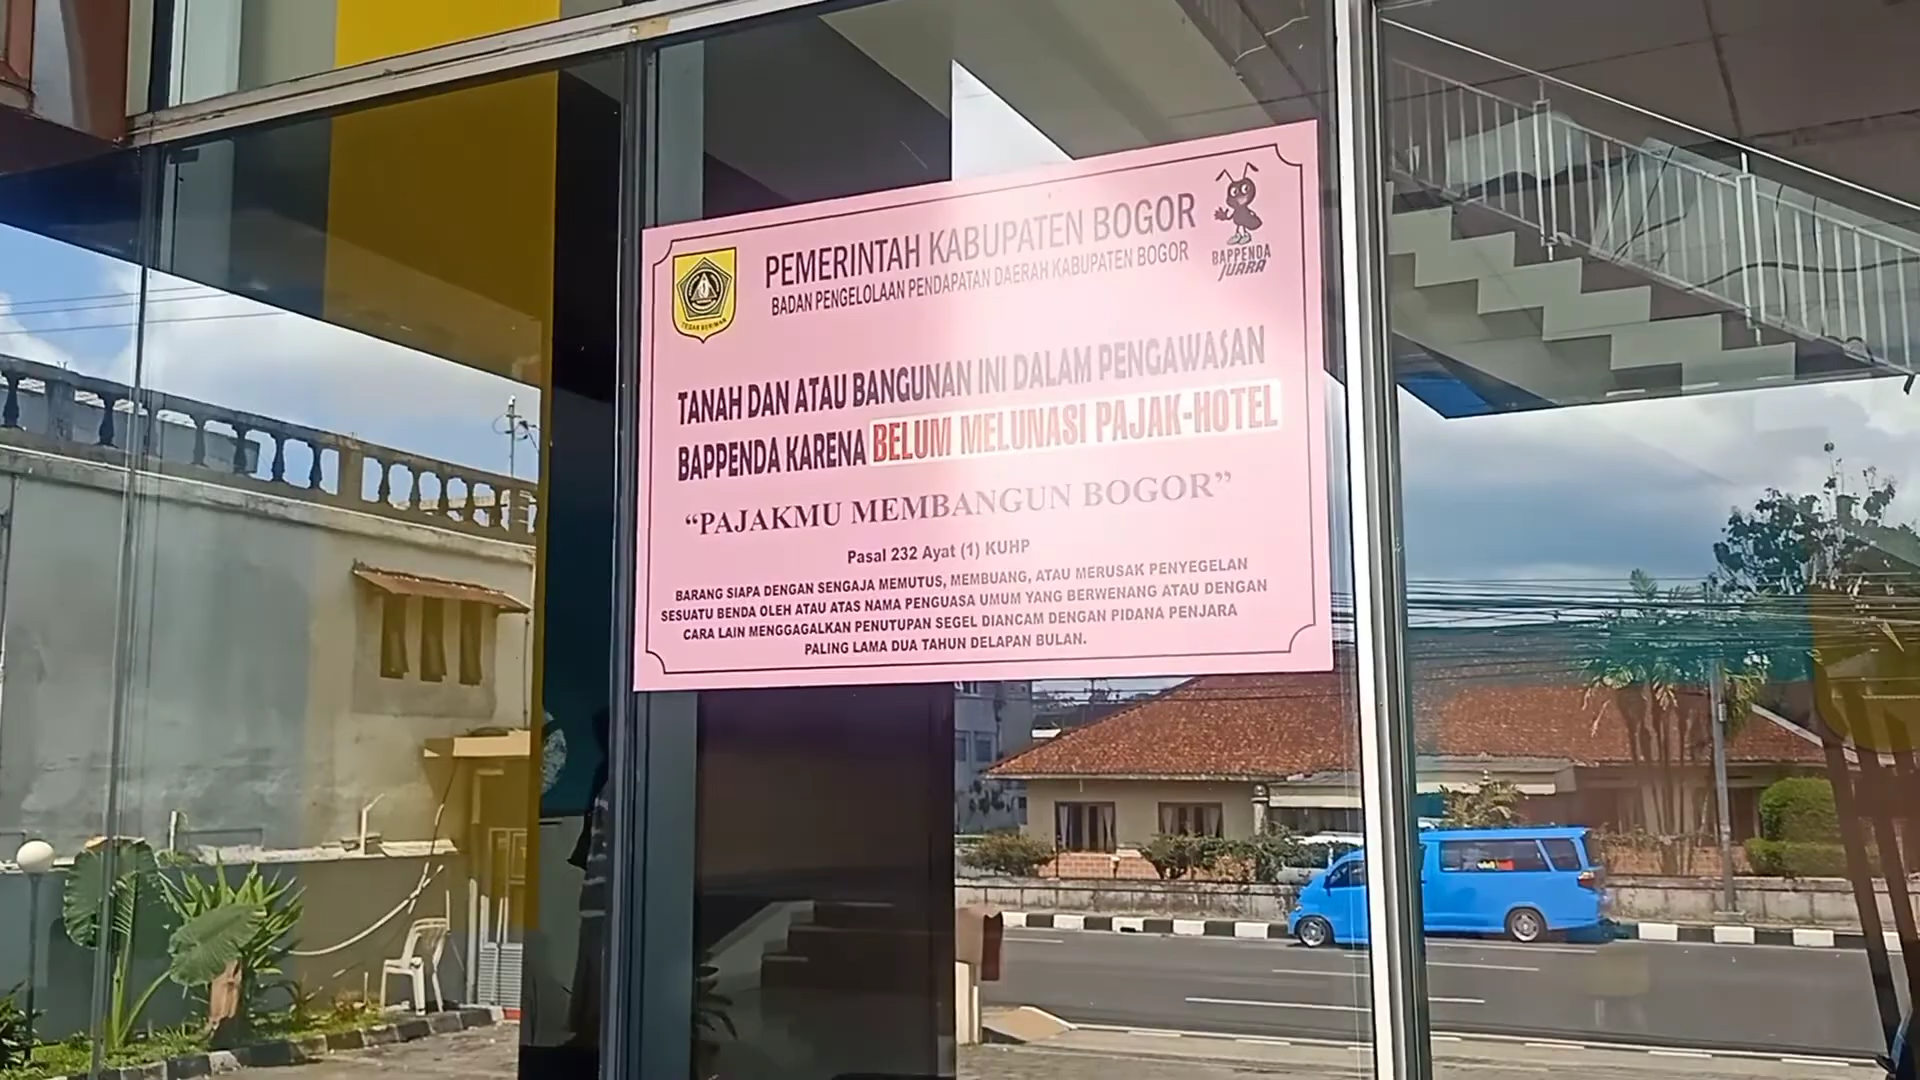 PEMERINTAH KABUPATEN BOGOR
BADAN PENGELOLAAN PENDAPATAN DAERAH KABUPATEN BOGOR
TEGAR BERIMAN
BAPPENDA
JUARA
TANAH DAN ATAU BANGUNAN INI DALAM PENGAWASAN
BAPPENDA KARENA BELUM MELUNASI PAJAK-HOTEL
“PAJAKMU MEMBANGUN BOGOR”
Pasal 232 Ayat (1) KUHP
BARANG SIAPA DENGAN SENGAJA MEMUTUS, MEMBUANG, ATAU MERUSAK PENYEGELAN
SESUATU BENDA OLEH ATAU ATAS NAMA PENGUASA UMUM YANG BERWENANG ATAU DENGAN
CARA LAIN MENGGAGALKAN PENUTUPAN SEGEL DIANCAM DENGAN PIDANA PENJARA
PALING LAMA DUA TAHUN DELAPAN BULAN.